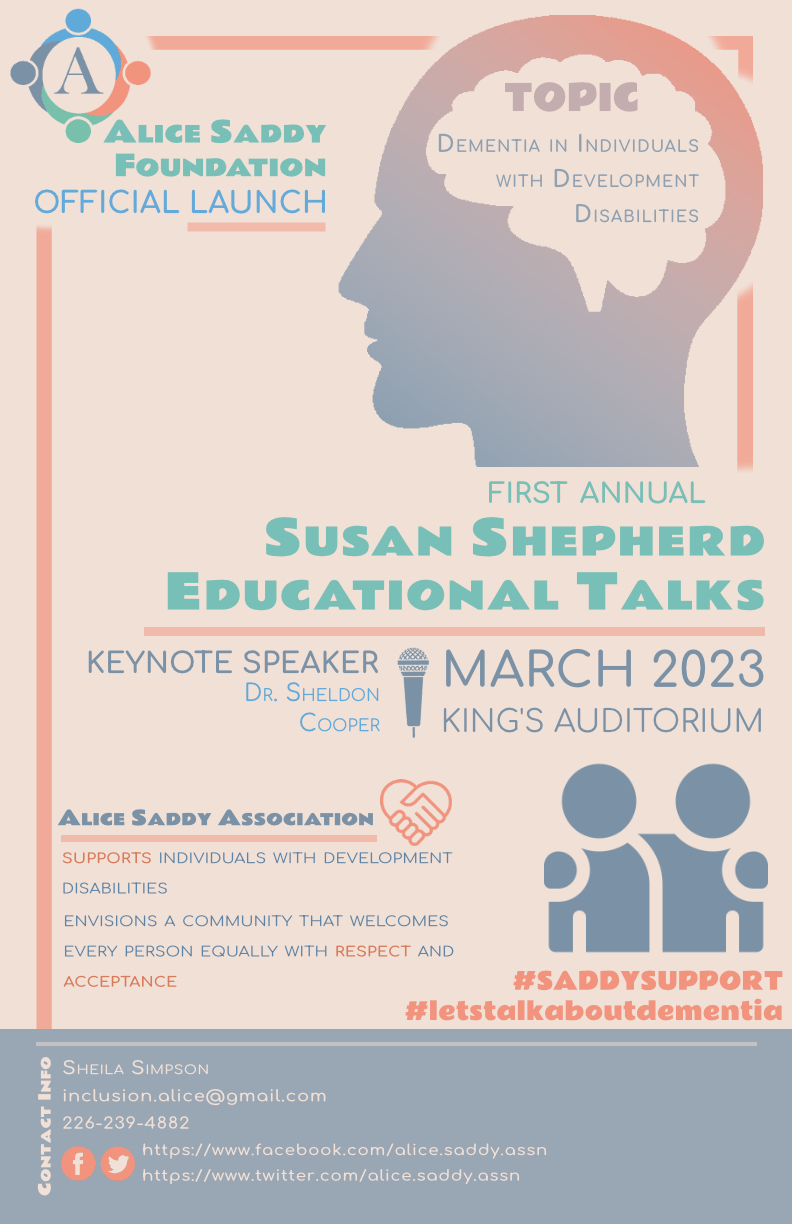 A
ALICE SADDY
FOUNDATION
OFFICIAL LAUNCH
TOPIC
DEMENTIA IN INDIVIDUALS
WITH DEVELOPMENT
DISABILITIES
FIRST ANNUAL
SUSAN SHEPHERD
EDUCATIONAL TALKS
KEYNOTE SPEAKER
DR. SHELDON
COOPER
MARCH 2023
KING'S AUDITORIUM
ALICE SADDY ASSOCIATION
SUPPORTS INDIVIDUALS WITH DEVELOPMENT
DISABILITIES
ENVISIONS A COMMUNITY THAT WELCOMES
EVERY PERSON EQUALLY WITH RESPECT AND
ACCEPTANCE
#SADDYSUPPORT
#letstalkaboutdementia
CONTACT INFO
SHEILA SIMPSON
inclusion.alice@gmail.com
226-239-4882
https://www.facebook.com/alice.saddy.assn
https://www.twitter.com/alice.saddy.assn